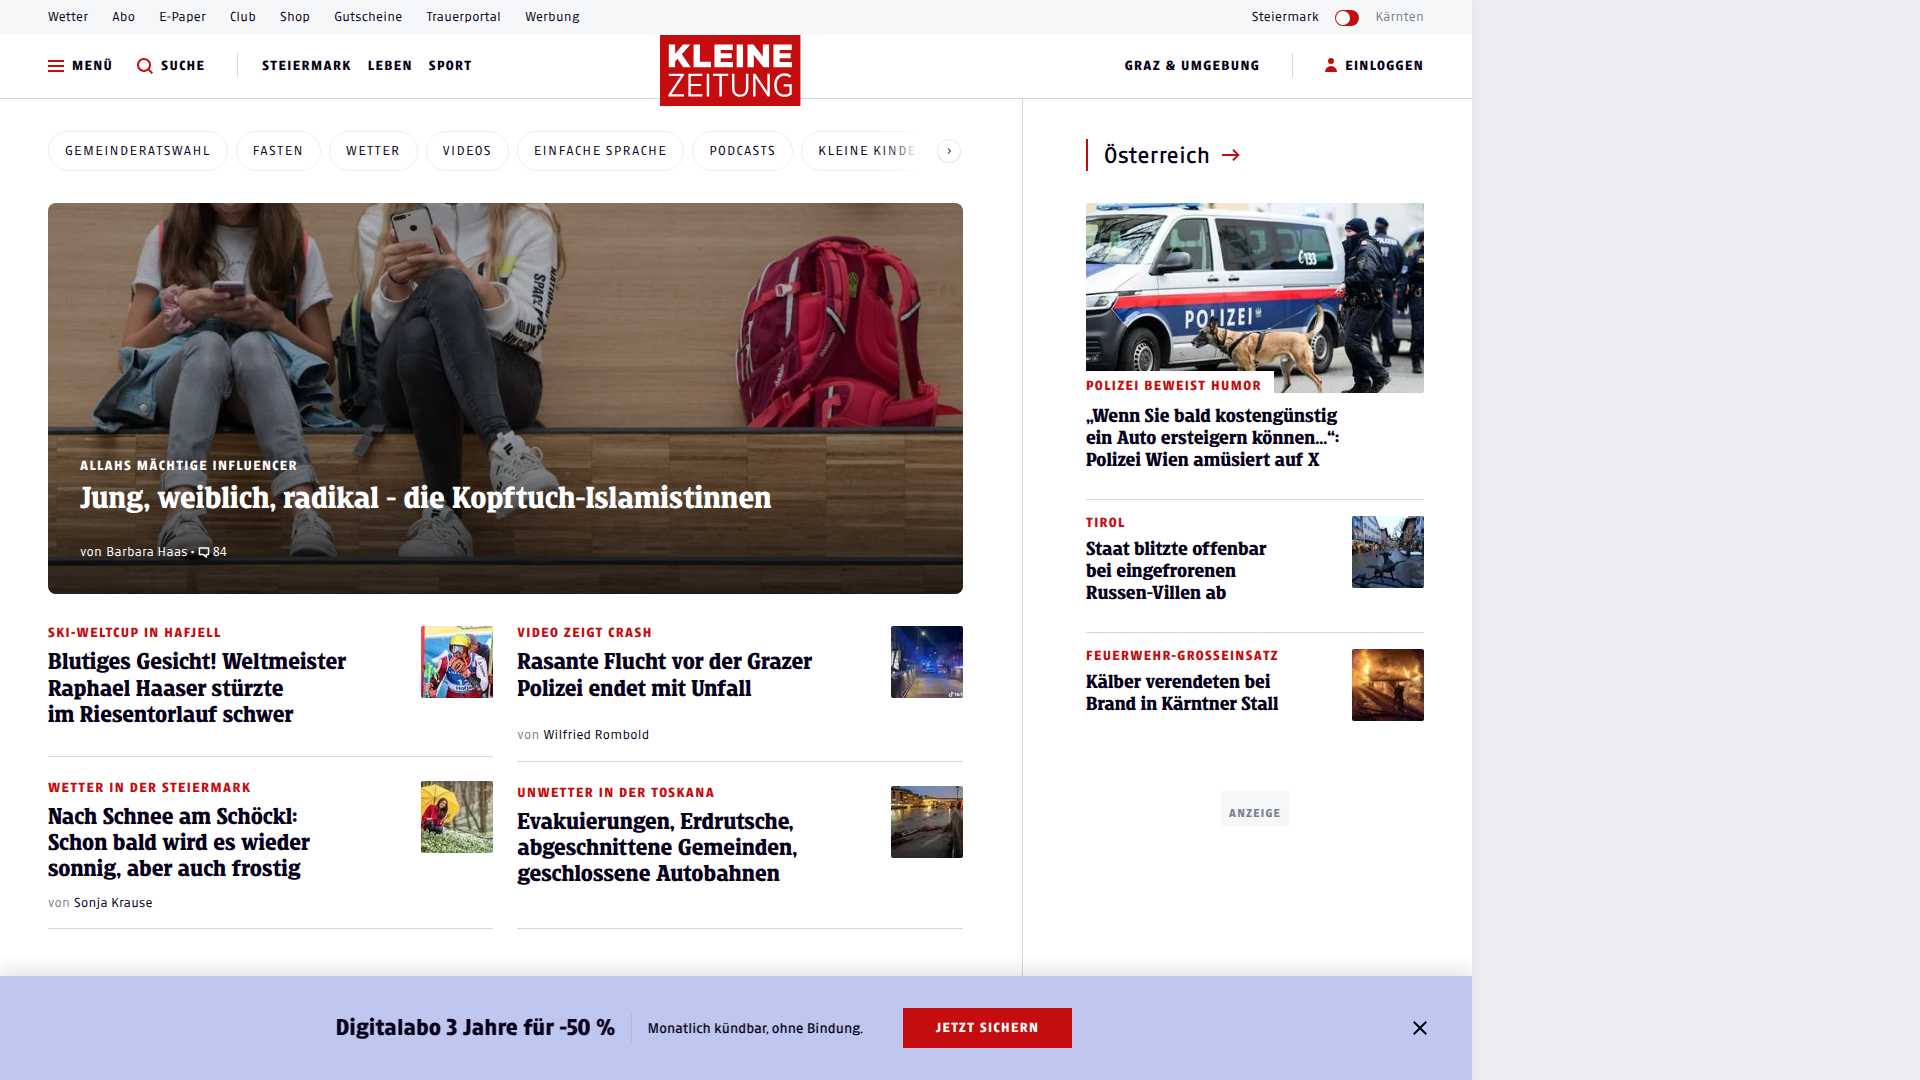 Wetter Abo E-Paper Club Shop Gutscheine Trauerportal Werbung
Steiermark Kärnten
MENÜ SUCHE STEIERMARK LEBEN SPORT
KLEINE
ZEITUNG
GRAZ & UMGEBUNG EINLOGGEN
GEMEINDERATSWAHL FASTEN WETTER VIDEOS EINFACHE SPRACHE PODCASTS KLEINE KINDE
ALLAHS MÄCHTIGE INFLUENCER
Jung, weiblich, radikal - die Kopftuch-Islamistinnen
von Barbara Haas • 84
SKI-WELTCUP IN HAFJELL
Blutiges Gesicht! Weltmeister
Raphael Haaser stürzte
im Riesentorlauf schwer
VIDEO ZEIGT CRASH
Rasante Flucht vor der Grazer
Polizei endet mit Unfall
von Wilfried Rombold
WETTER IN DER STEIERMARK
Nach Schnee am Schöckl:
Schon bald wird es wieder
sonnig, aber auch frostig
von Sonja Krause
UNWETTER IN DER TOSKANA
Evakuierungen, Erdrutsche,
abgeschnittene Gemeinden,
geschlossene Autobahnen
Österreich
133
POLIZEI
POLIZEI BEWEIST HUMOR
„Wenn Sie bald kostengünstig
ein Auto ersteigern können...“:
Polizei Wien amüsiert auf X
TIROL
Staat blitzte offenbar
bei eingefrorenen
Russen-Villen ab
FEUERWEHR-GROSSEINSATZ
Kälber verendeten bei
Brand in Kärntner Stall
ANZEIGE
Digitalabo 3 Jahre für -50 %
Monatlich kündbar, ohne Bindung.
JETZT SICHERN